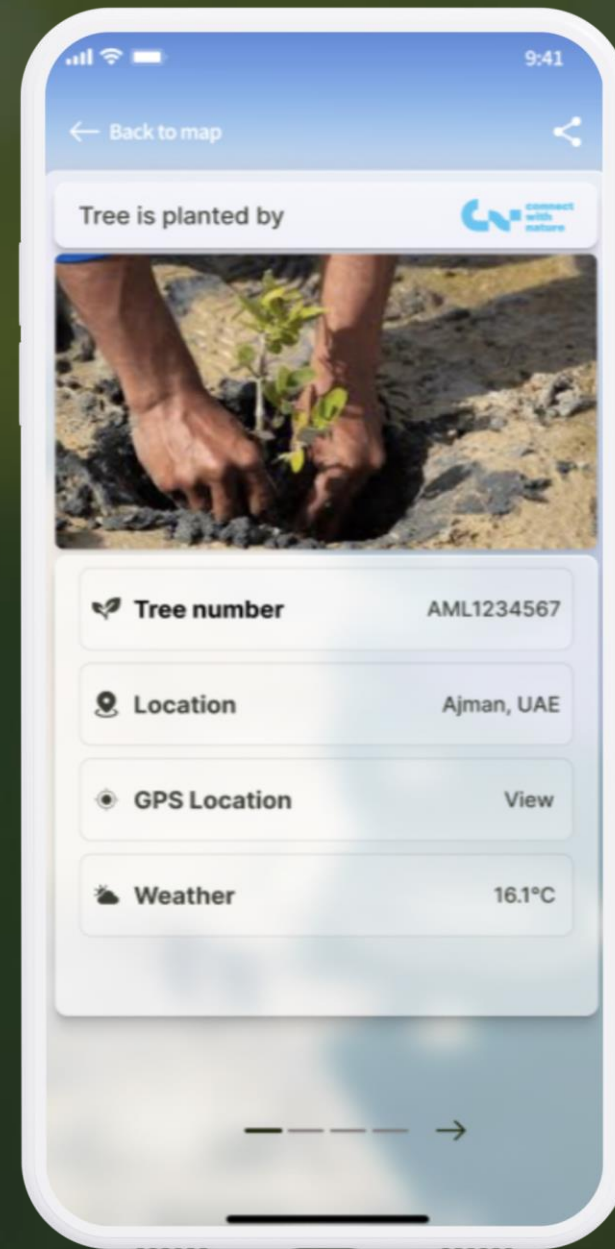 9:41
Back to map
Tree is planted by
connect
with
nature
Tree number AML1234567
Location Ajman, UAE
GPS Location View
Weather 16.1°C